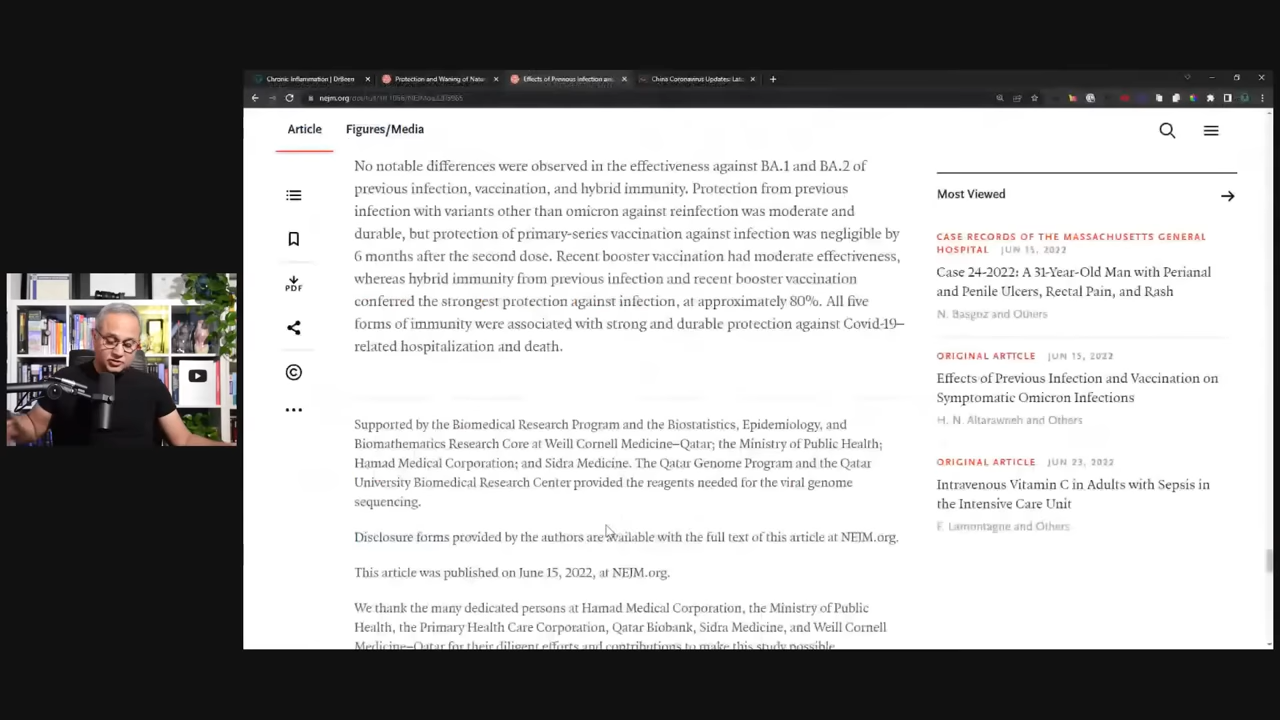 Chronic Inflammation | DrBeen
Protection and Waning of Natu
Effects of Previous Infection an
China Coronavirus Updates: Lat
nejm.org
Article
Figures/Media
No notable differences were observed in the effectiveness against BA.1 and BA.2 of
previous infection, vaccination, and hybrid immunity. Protection from previous
infection with variants other than omicron against reinfection was moderate and
durable, but protection of primary-series vaccination against infection was negligible by
6 months after the second dose. Recent booster vaccination had moderate effectiveness,
whereas hybrid immunity from previous infection and recent booster vaccination
conferred the strongest protection against infection, at approximately 80%. All five
forms of immunity were associated with strong and durable protection against Covid-19–
related hospitalization and death.
PDF
Supported by the Biomedical Research Program and the Biostatistics, Epidemiology, and
Biomathematics Research Core at Weill Cornell Medicine–Qatar; the Ministry of Public Health;
Hamad Medical Corporation; and Sidra Medicine. The Qatar Genome Program and the Qatar
University Biomedical Research Center provided the reagents needed for the viral genome
sequencing.
Disclosure forms provided by the authors are available with the full text of this article at NEJM.org.
This article was published on June 15, 2022, at NEJM.org.
We thank the many dedicated persons at Hamad Medical Corporation, the Ministry of Public
Health, the Primary Health Care Corporation, Qatar Biobank, Sidra Medicine, and Weill Cornell
Medicine–Qatar for their diligent efforts and contributions to make this study possible.
Most Viewed
CASE RECORDS OF THE MASSACHUSETTS GENERAL
HOSPITAL JUN 15, 2022
Case 24-2022: A 31-Year-Old Man with Perianal
and Penile Ulcers, Rectal Pain, and Rash
N. Basgoz and Others
ORIGINAL ARTICLE JUN 15, 2022
Effects of Previous Infection and Vaccination on
Symptomatic Omicron Infections
H. N. Altarawneh and Others
ORIGINAL ARTICLE JUN 23, 2022
Intravenous Vitamin C in Adults with Sepsis in
the Intensive Care Unit
F. Lamontagne and Others